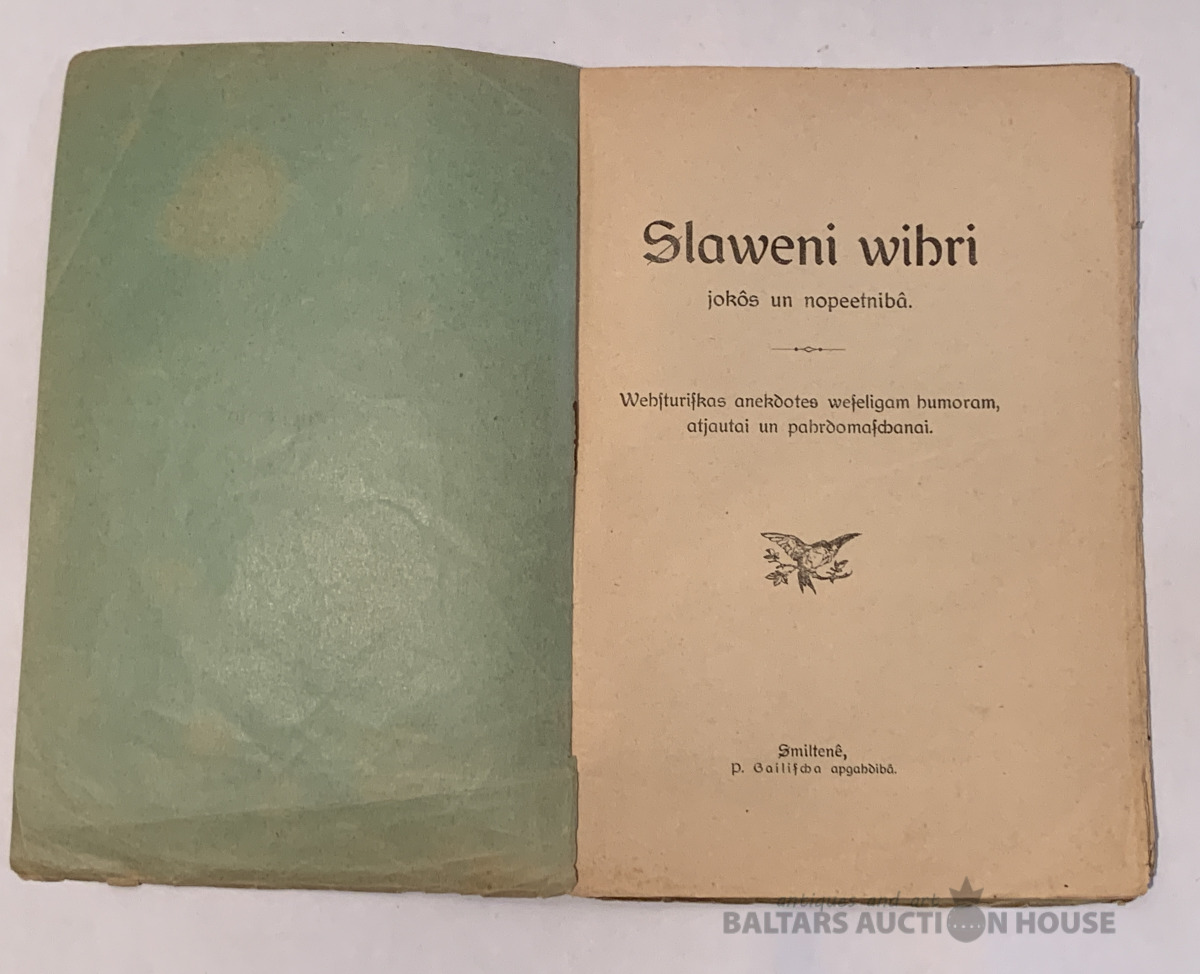 Slaweni wihri
jokôs un nopeetnibâ.
Wehſturiſkas anekdotes weſeligam humoram,
atjautai un pahrdomaſchanai.
Smiltenê,
P. Gailiſcha apgahdibâ.
antiques and art
BALTARS AUCTION HOUSE